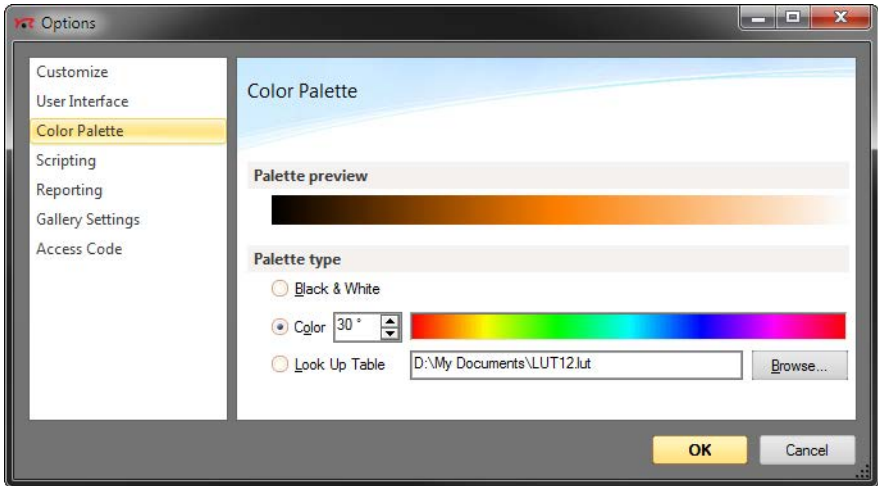 Options
Customize
User Interface
Color Palette
Scripting
Reporting
Gallery Settings
Access Code
Color Palette
Palette preview
Palette type
Black & White
Color 30 °
Look Up Table D:\My Documents\LUT12.lut Browse...
OK Cancel